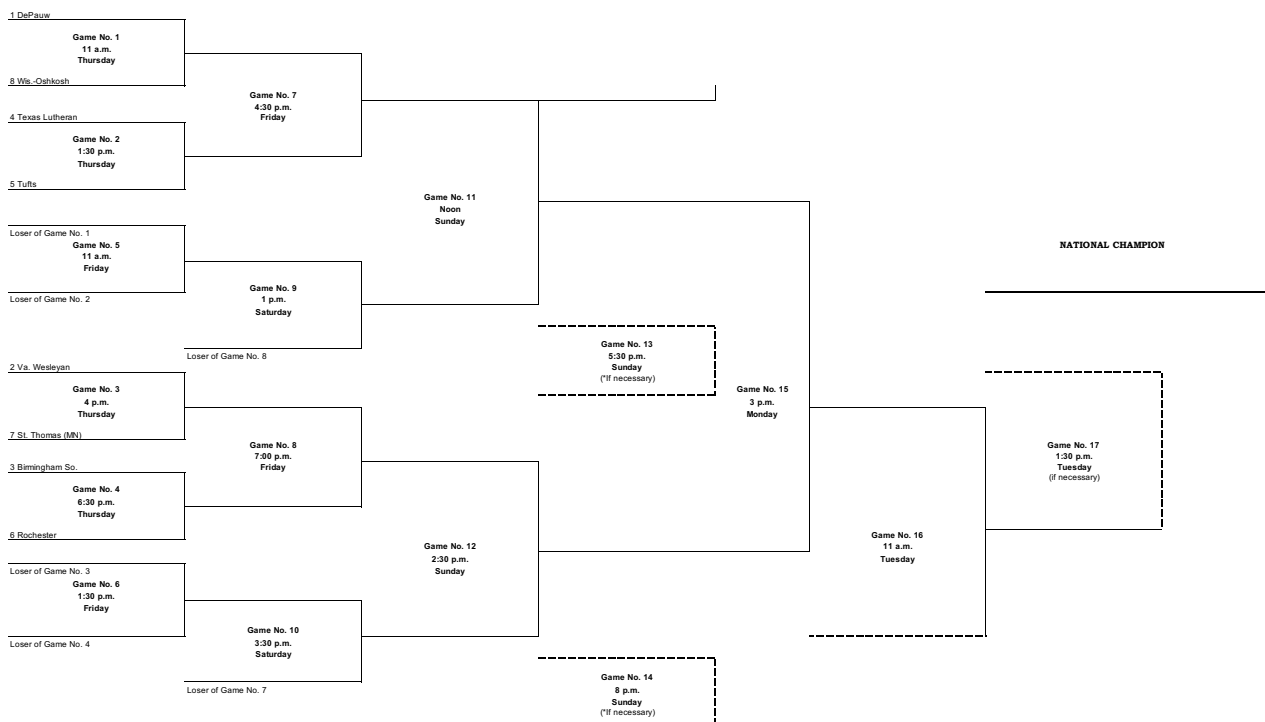 1 DePauw
Game No. 1
11 a.m.
Thursday
8 Wis.-Oshkosh
Game No. 7
4:30 p.m.
Friday
4 Texas Lutheran
Game No. 2
1:30 p.m.
Thursday
5 Tufts
Game No. 11
Noon
Sunday
Loser of Game No. 1
Game No. 5
11 a.m.
Friday
Loser of Game No. 2
Game No. 9
1 p.m.
Saturday
Loser of Game No. 8
NATIONAL CHAMPION
Game No. 13
5:30 p.m.
Sunday
(*If necessary)
2 Va. Wesleyan
Game No. 3
4 p.m.
Thursday
7 St. Thomas (MN)
Game No. 15
3 p.m.
Monday
Game No. 8
7:00 p.m.
Friday
3 Birmingham So.
Game No. 4
6:30 p.m.
Thursday
6 Rochester
Game No. 17
1:30 p.m.
Tuesday
(if necessary)
Game No. 12
2:30 p.m.
Sunday
Game No. 16
11 a.m.
Tuesday
Loser of Game No. 3
Game No. 6
1:30 p.m.
Friday
Loser of Game No. 4
Game No. 10
3:30 p.m.
Saturday
Loser of Game No. 7
Game No. 14
8 p.m.
Sunday
(*If necessary)